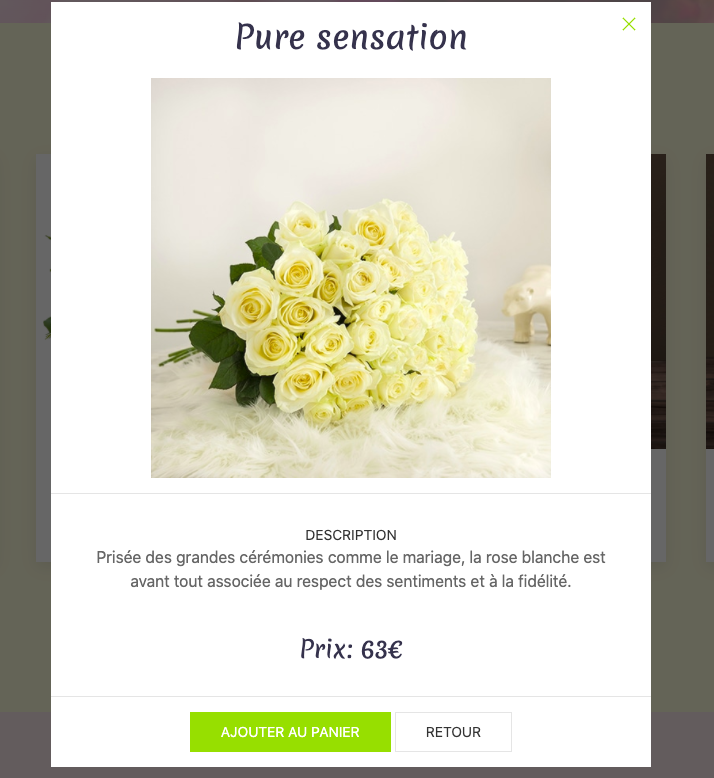 Pure sensation
DESCRIPTION
Prisée des grandes cérémonies comme le mariage, la rose blanche est
avant tout associée au respect des sentiments et à la fidélité.
Prix: 63€
AJOUTER AU PANIER
RETOUR